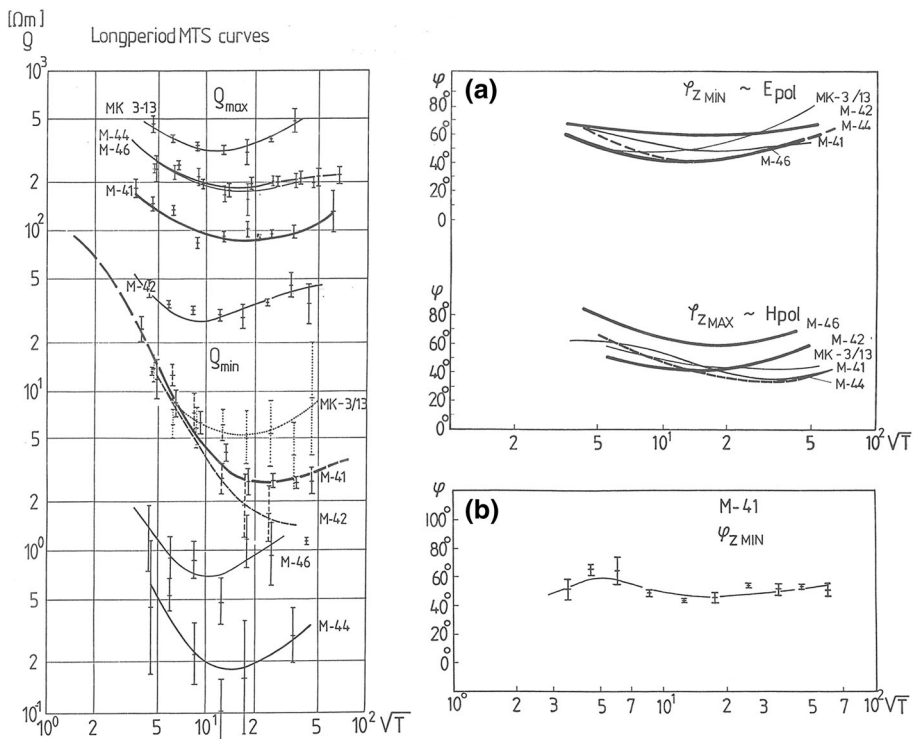 [Ωm]
ϱ
Longperiod MTS curves
10³
5
2
10²
5
2
10¹
5
2
10⁰
5
2
10¹
ϱmax
MK 3-13
M-44
M-46
M-41
M-42
ϱmin
MK-3/13
M-41
M-42
M-46
M-44
10⁰ 2 5 10¹ 2 5 10² √T
(a)
φ
80°
60°
40°
20°
0
φZ MIN ~ Epol
MK-3/13
M-42
M-44
M-41
M-46
φ
80°
60°
40°
20°
0°
φZ MAX ~ Hpol
M-46
M-42
MK-3/13
M-41
M-44
2 5 10¹ 2 5 10² √T
(b)
φ
100°
80°
60°
40°
20°
0°
M-41
φZ MIN
10⁰ 2 3 5 7 10¹ 2 3 5 7 10² √T